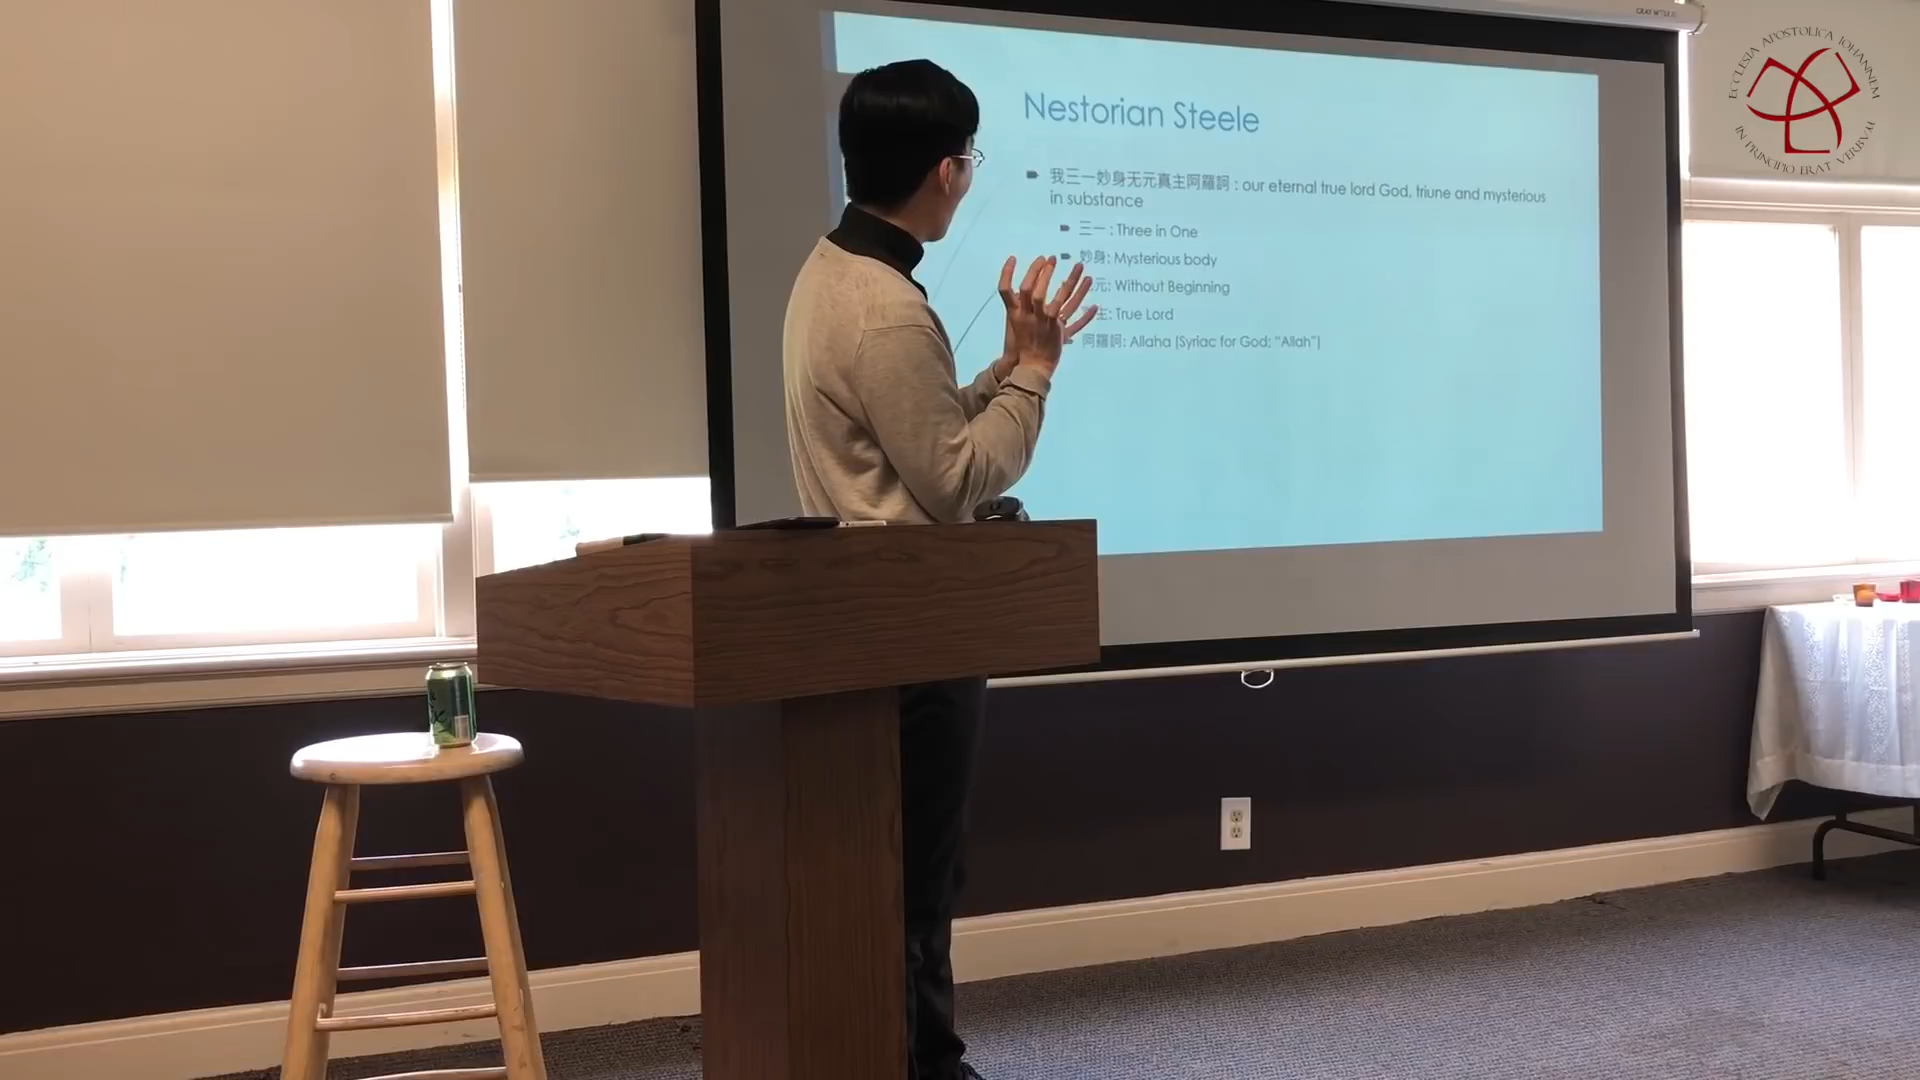 Nestorian Steele
我三一妙身无元真主阿羅訶 : our eternal true lord God, triune and mysterious
in substance
三一 : Three in One
妙身: Mysterious body
元: Without Beginning
主: True Lord
阿羅訶: Allaha (Syriac for God; "Allah")
ECCLESIA APOSTOLICA IOHANNEM
IN PRINCIPIO ERAT VERBVM